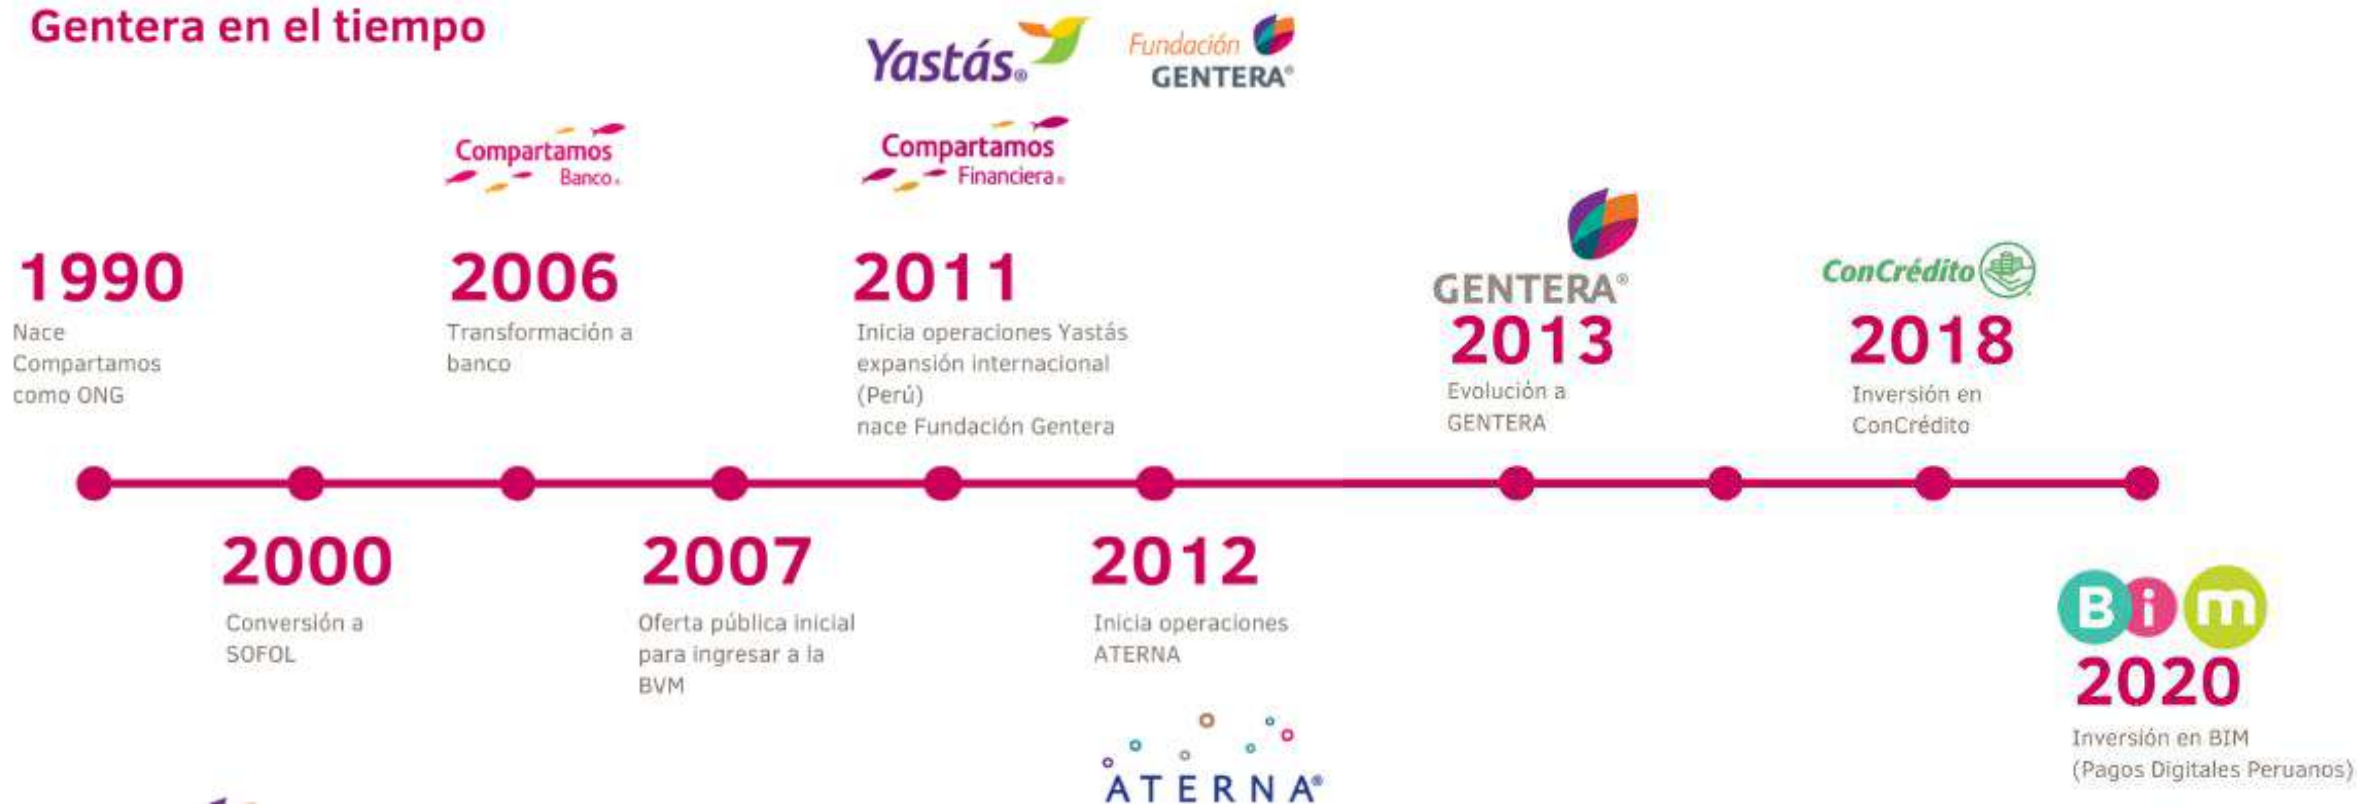 Gentera en el tiempo
Yastás®
Fundación
GENTERA®
Compartamos
Banco®
Compartamos
Financiera®
1990
Nace
Compartamos
como ONG
2006
Transformación a
banco
2011
Inicia operaciones Yastás
expansión internacional
(Perú)
nace Fundación Gentera
GENTERA®
2013
Evolución a
GENTERA
ConCrédito
2018
Inversión en
ConCrédito
2000
Conversión a
SOFOL
2007
Oferta pública inicial
para ingresar a la
BVM
2012
Inicia operaciones
ATERNA
ATERNA®
Bim
2020
Inversión en BIM
(Pagos Digitales Peruanos)